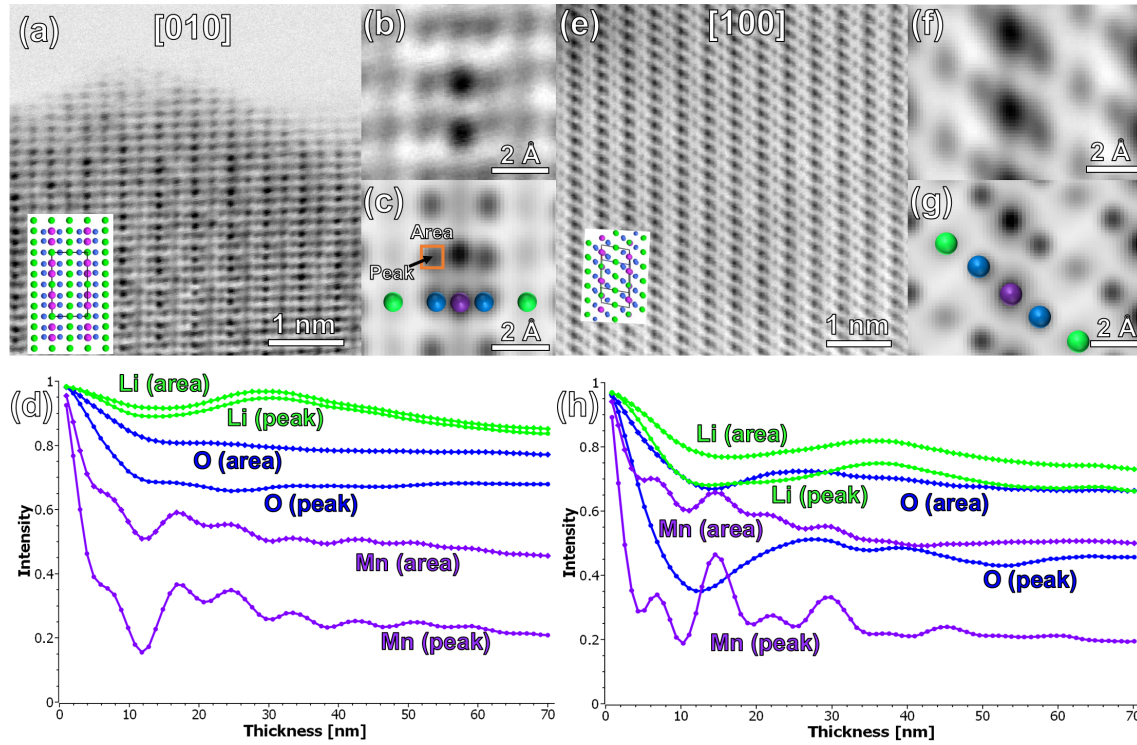 (a) [010]
1 nm
(b)
2 Å
(c)
Area
Peak
2 Å
(e) [100]
1 nm
(f)
2 Å
(g)
2 Å
(d)
Li (area)
Li (peak)
O (area)
O (peak)
Mn (area)
Mn (peak)
Intensity
1
0.8
0.6
0.4
0.2
0
0 10 20 30 40 50 60 70
Thickness [nm]
(h)
Li (area)
Li (peak)
O (area)
Mn (area)
O (peak)
Mn (peak)
Intensity
1
0.8
0.6
0.4
0.2
0
0 10 20 30 40 50 60 70
Thickness [nm]